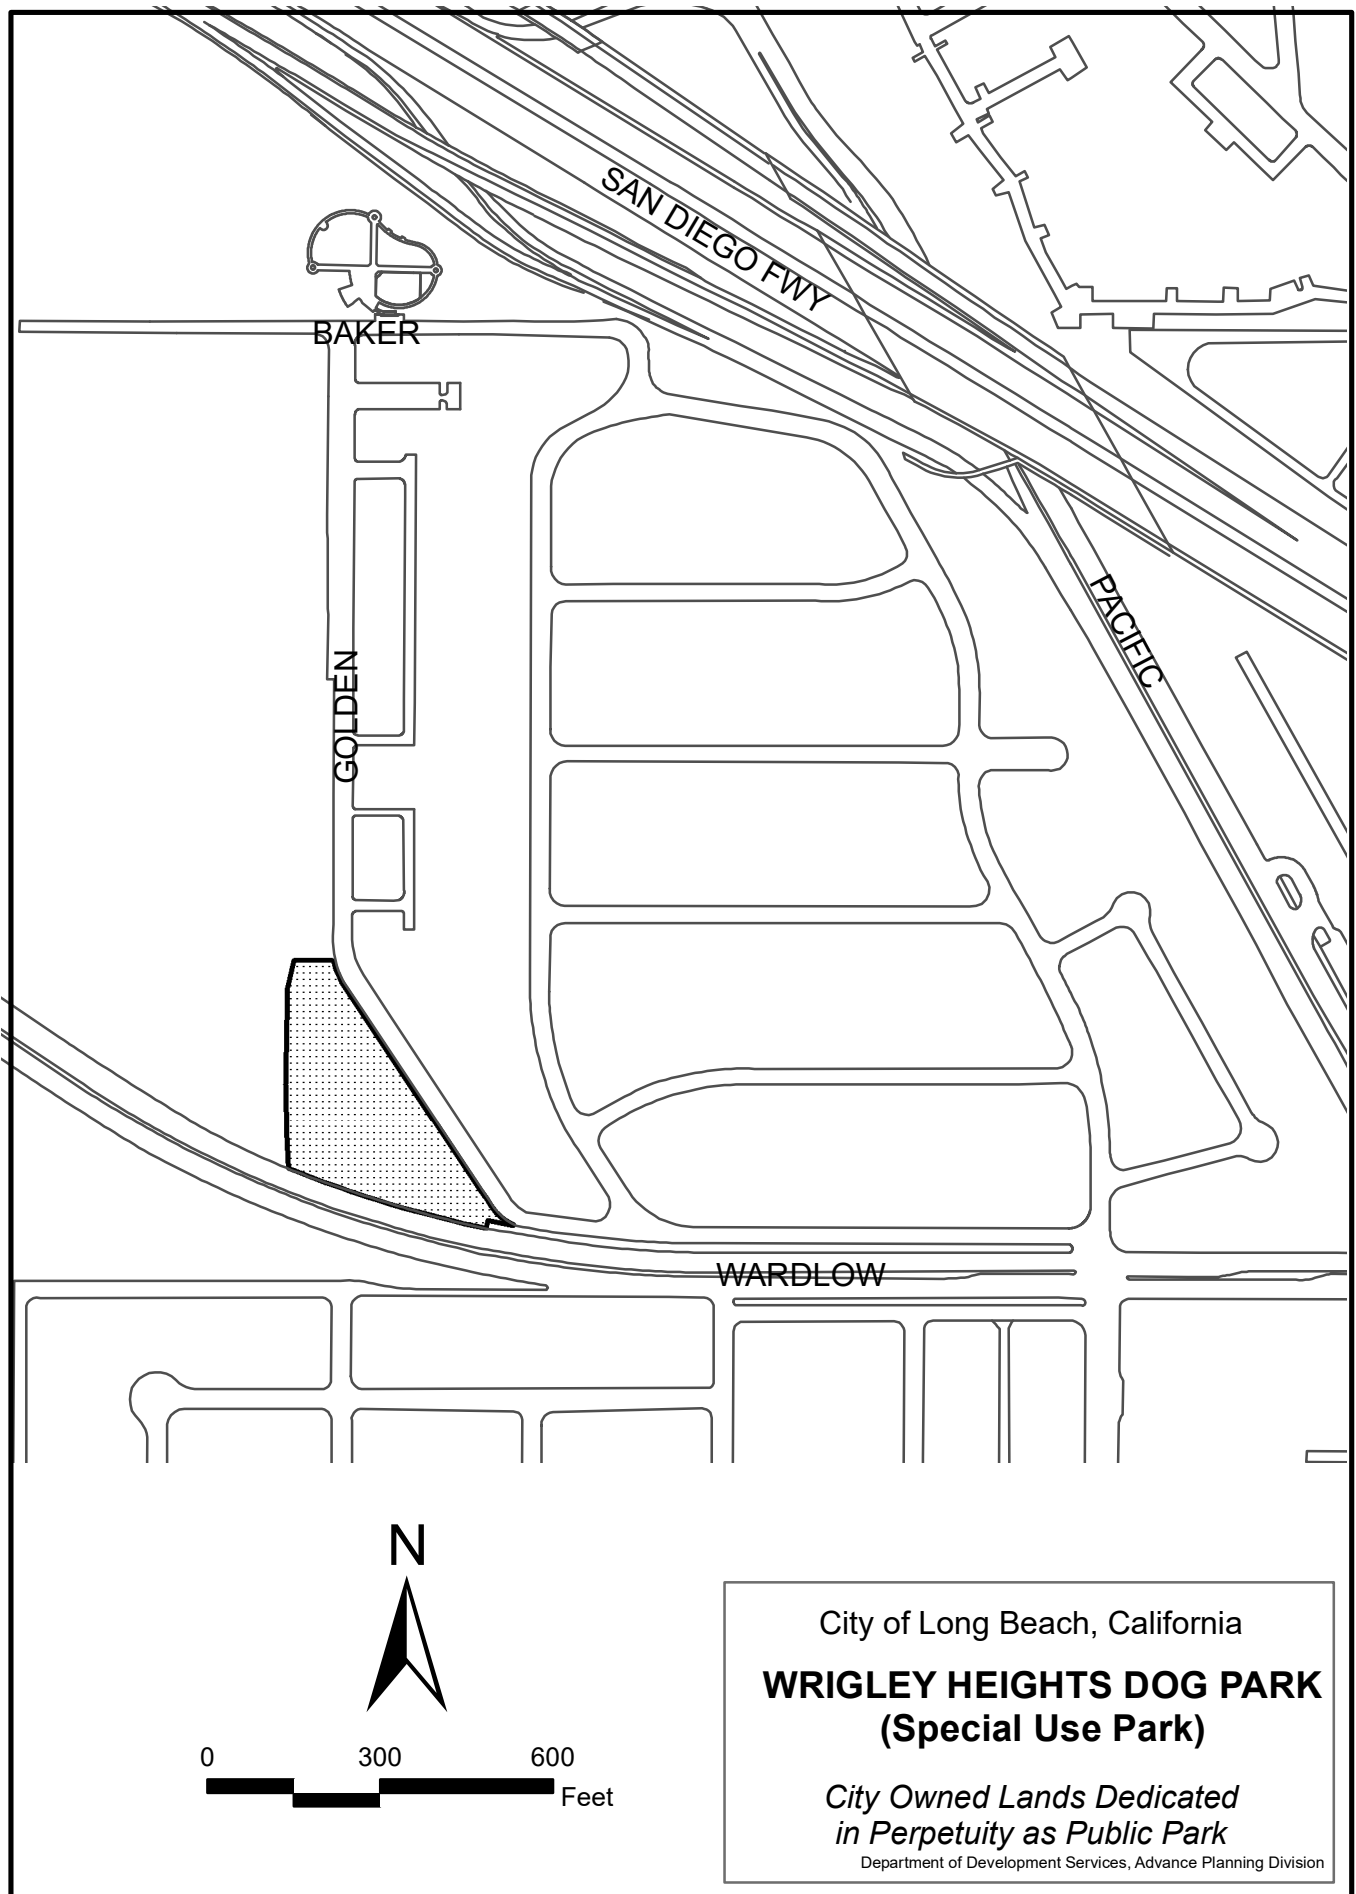 SAN DIEGO FWY
BAKER
PACIFIC
GOLDEN
WARDLOW
N
0 300 600
Feet
City of Long Beach, California
WRIGLEY HEIGHTS DOG PARK
(Special Use Park)
City Owned Lands Dedicated
in Perpetuity as Public Park
Department of Development Services, Advance Planning Division